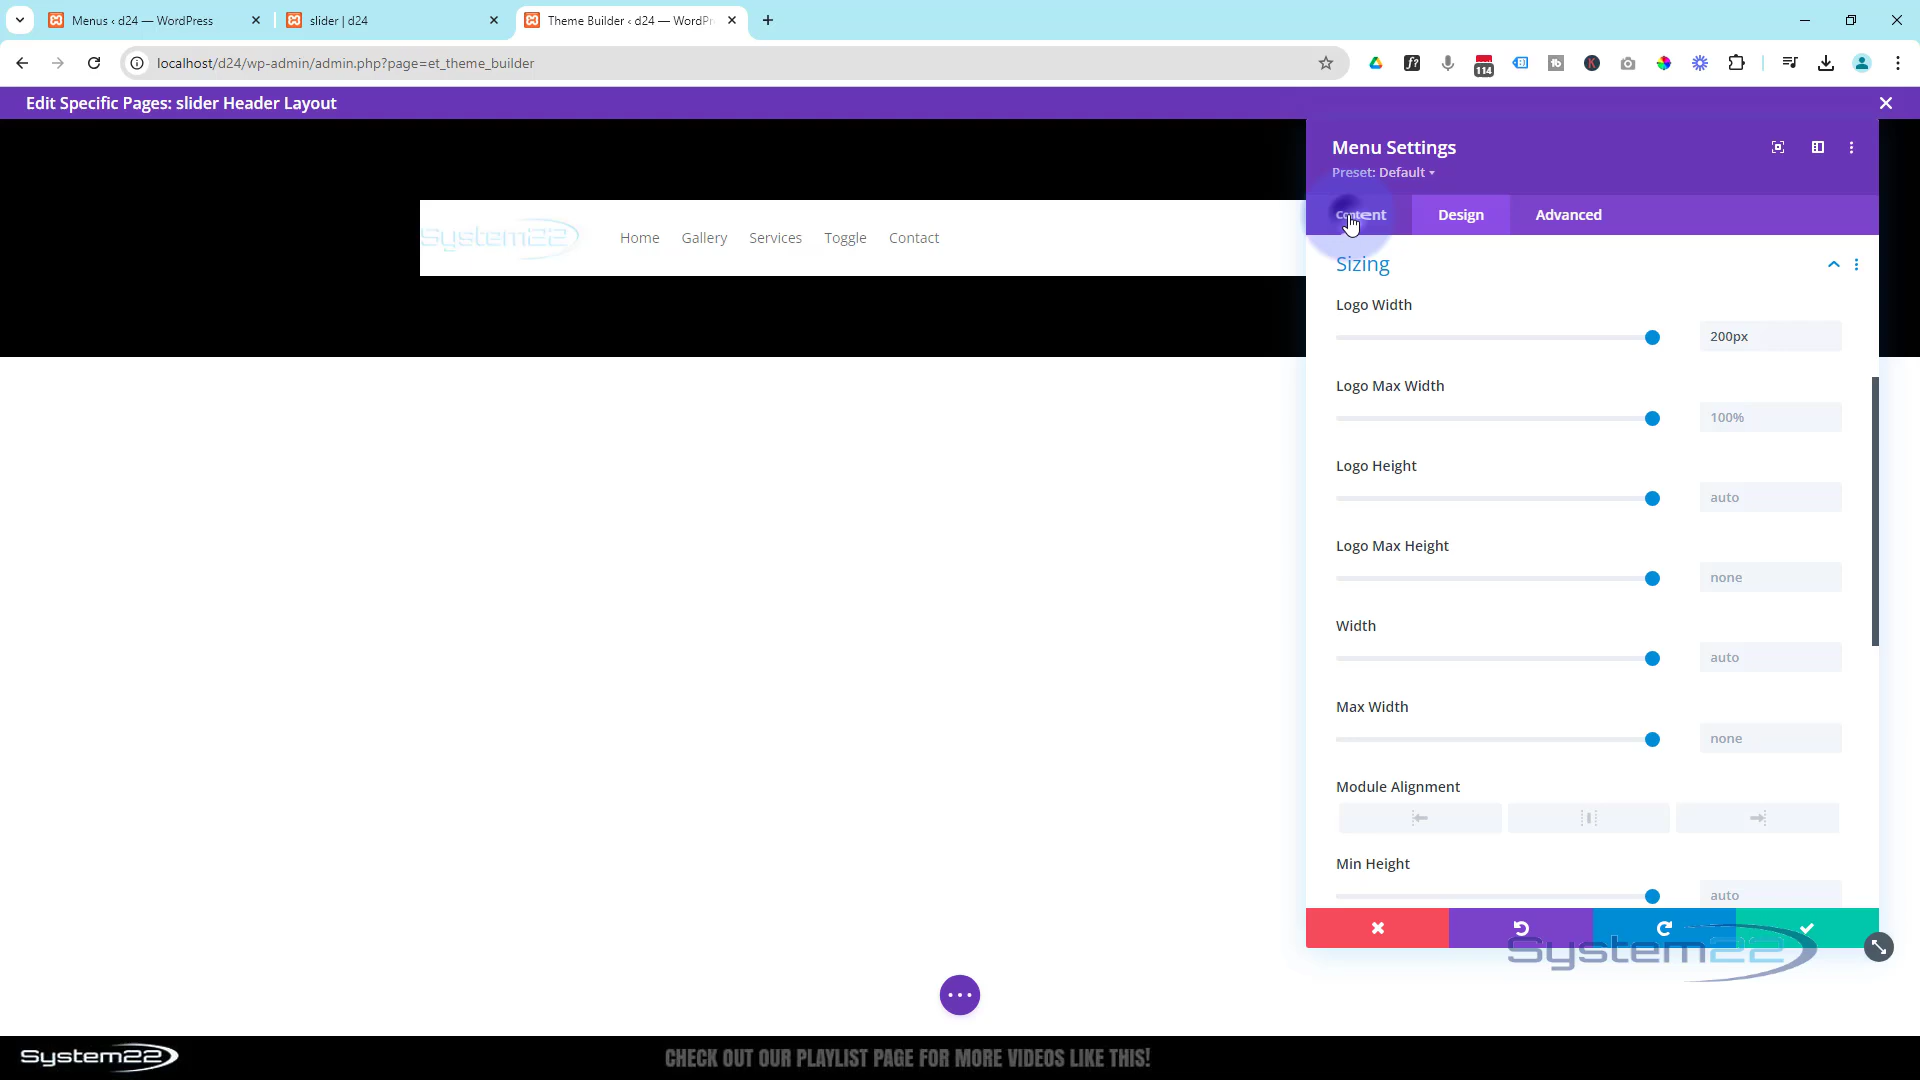 Menus ‹ d24 — WordPress
slider | d24
Theme Builder ‹ d24 — WordPr
localhost/d24/wp-admin/admin.php?page=et_theme_builder
114
Edit Specific Pages: slider Header Layout
System22
Home
Gallery
Services
Toggle
Contact
Menu Settings
Preset: Default
Content
Design
Advanced
Sizing
Logo Width
200px
Logo Max Width
100%
Logo Height
auto
Logo Max Height
none
Width
auto
Max Width
none
Module Alignment
Min Height
auto
System22
System22
CHECK OUT OUR PLAYLIST PAGE FOR MORE VIDEOS LIKE THIS!